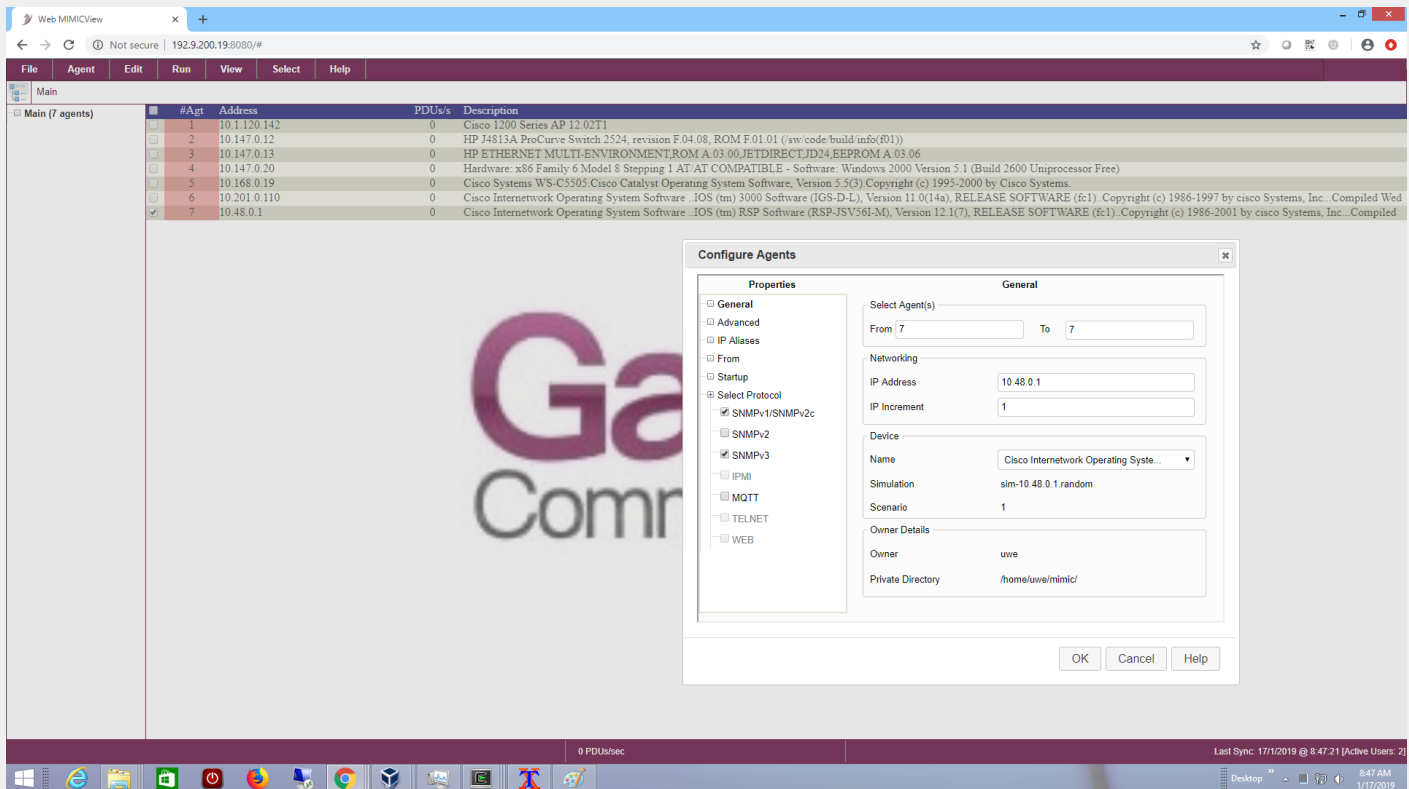 Web MIMICView
Not secure | 192.9.200.19:8080/#
File Agent Edit Run View Select Help
Main
Main (7 agents)
#Agt Address PDUs/s Description
1 10.1.120.142 0 Cisco 1200 Series AP 12.02T1
2 10.147.0.12 0 HP J4813A ProCurve Switch 2524, revision F.04.08, ROM F.01.01 (/sw/code/build/info(f01))
3 10.147.0.13 0 HP ETHERNET MULTI-ENVIRONMENT,ROM A.03.00,JETDIRECT,JD24,EEPROM A.03.06
4 10.147.0.20 0 Hardware: x86 Family 6 Model 8 Stepping 1 AT/AT COMPATIBLE - Software: Windows 2000 Version 5.1 (Build 2600 Uniprocessor Free)
5 10.168.0.19 0 Cisco Systems WS-C5505.Cisco Catalyst Operating System Software, Version 5.5(3).Copyright (c) 1995-2000 by Cisco Systems.
6 10.201.0.110 0 Cisco Internetwork Operating System Software ..IOS (tm) 3000 Software (IGS-D-L), Version 11.0(14a), RELEASE SOFTWARE (fc1)..Copyright (c) 1986-1997 by cisco Systems, Inc...Compiled Wed
7 10.48.0.1 0 Cisco Internetwork Operating System Software ..IOS (tm) RSP Software (RSP-JSV56I-M), Version 12.1(7), RELEASE SOFTWARE (fc1)..Copyright (c) 1986-2001 by cisco Systems, Inc...Compiled
Ga
Comm
Configure Agents
Properties
General
Advanced
IP Aliases
From
Startup
Select Protocol
SNMPv1/SNMPv2c
SNMPv2
SNMPv3
IPMI
MQTT
TELNET
WEB
General
Select Agent(s)
From 7 To 7
Networking
IP Address 10.48.0.1
IP Increment 1
Device
Name Cisco Internetwork Operating Syste...
Simulation sim-10.48.0.1.random
Scenario 1
Owner Details
Owner uwe
Private Directory /home/uwe/mimic/
OK Cancel Help
0 PDUs/sec
Last Sync: 17/1/2019 @ 8:47:21 [Active Users: 2]
Desktop
8:47 AM
1/17/2019